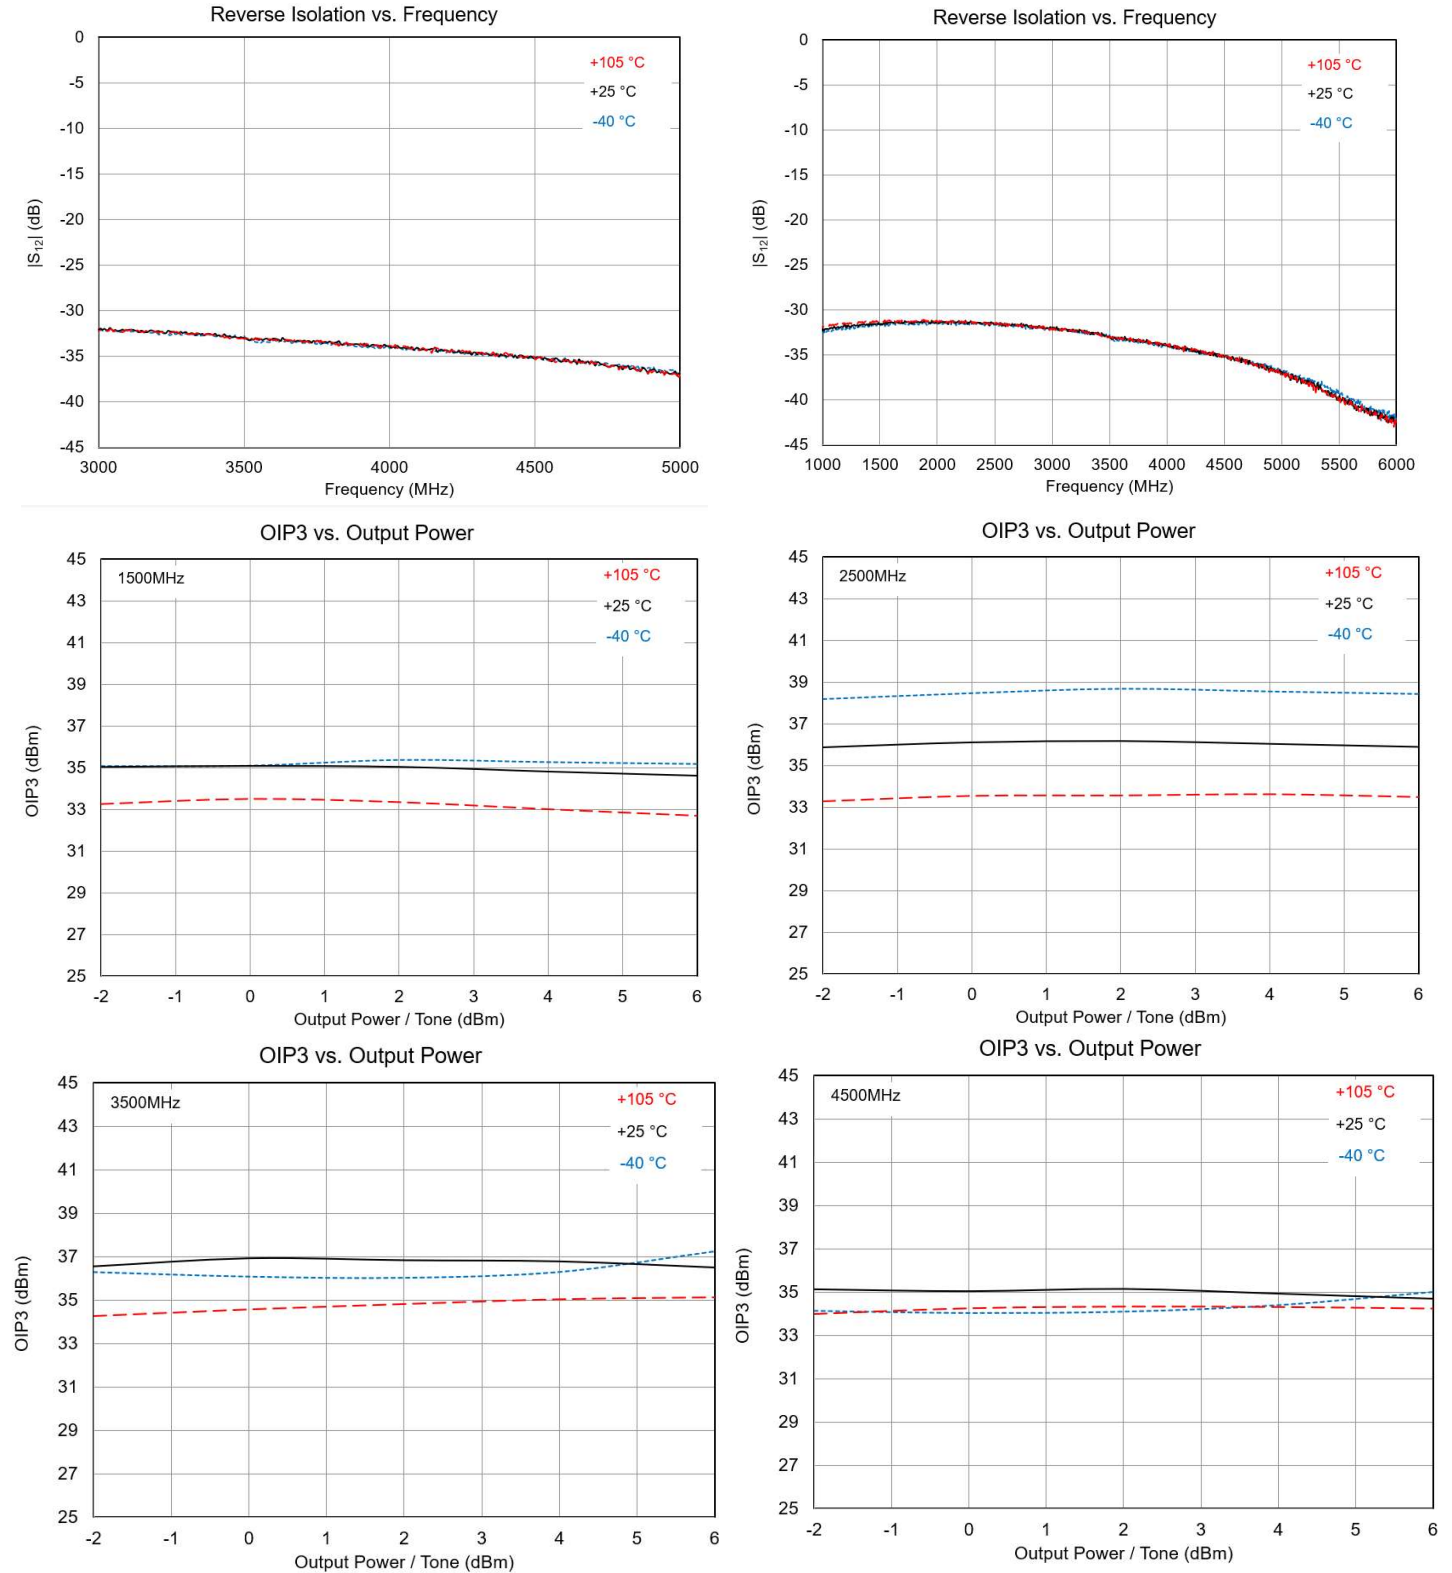 Reverse Isolation vs. Frequency
0
-5
-10
-15
-20
-25
-30
-35
-40
-45
|S12| (dB)
+105 °C
+25 °C
-40 °C
3000 3500 4000 4500 5000
Frequency (MHz)
Reverse Isolation vs. Frequency
0
-5
-10
-15
-20
-25
-30
-35
-40
-45
|S12| (dB)
+105 °C
+25 °C
-40 °C
1000 1500 2000 2500 3000 3500 4000 4500 5000 5500 6000
Frequency (MHz)
OIP3 vs. Output Power
45
43
41
39
37
35
33
31
29
27
25
OIP3 (dBm)
1500MHz
+105 °C
+25 °C
-40 °C
-2 -1 0 1 2 3 4 5 6
Output Power / Tone (dBm)
OIP3 vs. Output Power
45
43
41
39
37
35
33
31
29
27
25
OIP3 (dBm)
2500MHz
+105 °C
+25 °C
-40 °C
-2 -1 0 1 2 3 4 5 6
Output Power / Tone (dBm)
OIP3 vs. Output Power
45
43
41
39
37
35
33
31
29
27
25
OIP3 (dBm)
3500MHz
+105 °C
+25 °C
-40 °C
-2 -1 0 1 2 3 4 5 6
Output Power / Tone (dBm)
OIP3 vs. Output Power
45
43
41
39
37
35
33
31
29
27
25
OIP3 (dBm)
4500MHz
+105 °C
+25 °C
-40 °C
-2 -1 0 1 2 3 4 5 6
Output Power / Tone (dBm)